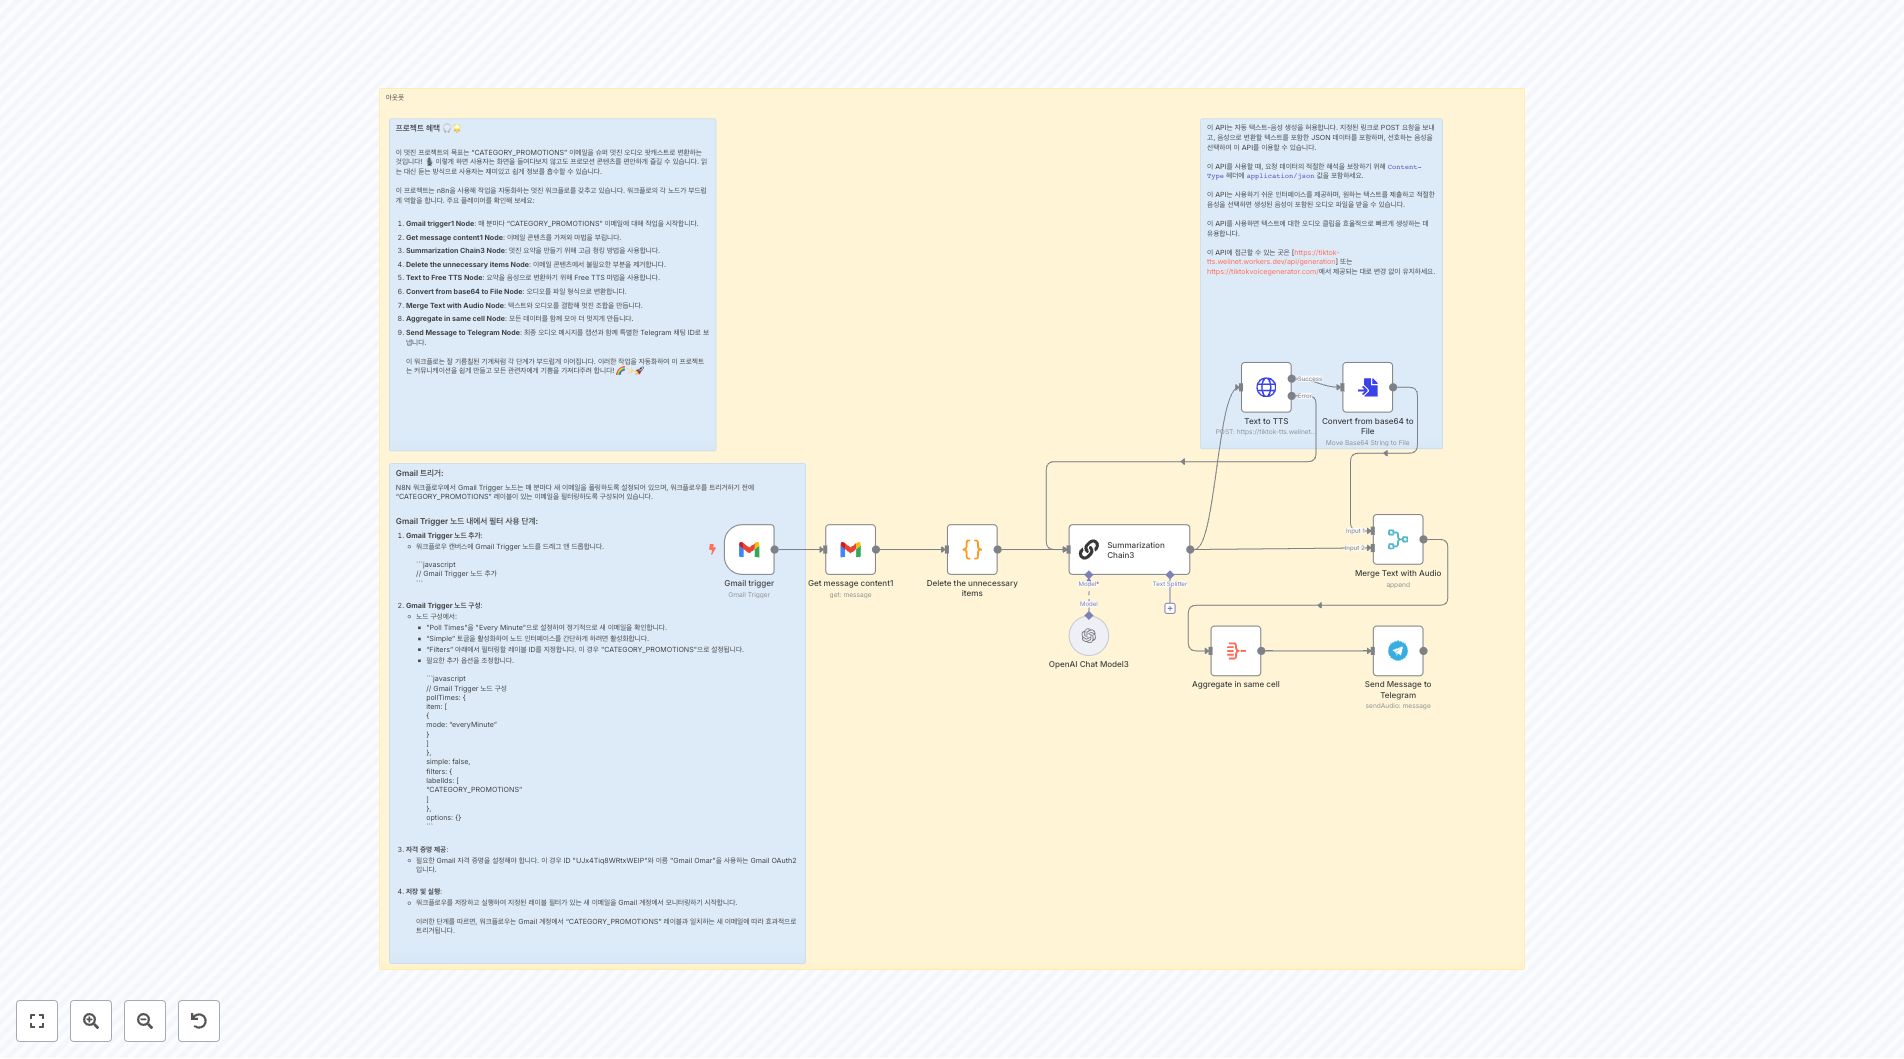 아웃풋
프로젝트 혜택 🎧🌟
이 멋진 프로젝트의 목표는 “CATEGORY_PROMOTIONS” 이메일을 슈퍼 멋진 오디오 팟캐스트로 변환하는
것입니다! 🎙️ 이렇게 하면 사용자는 화면을 들여다보지 않고도 프로모션 콘텐츠를 편안하게 즐길 수 있습니다. 읽
는 대신 듣는 방식으로 사용자는 재미있고 쉽게 정보를 흡수할 수 있습니다.
이 프로젝트는 n8n을 사용해 작업을 자동화하는 멋진 워크플로를 갖추고 있습니다. 워크플로의 각 노드가 부드럽
게 역할을 합니다. 주요 플레이어를 확인해 보세요:
1. Gmail trigger1 Node: 매 분마다 “CATEGORY_PROMOTIONS” 이메일에 대해 작업을 시작합니다.
2. Get message content1 Node: 이메일 콘텐츠를 가져와 마법을 부립니다.
3. Summarization Chain3 Node: 멋진 요약을 만들기 위해 고급 청킹 방법을 사용합니다.
4. Delete the unnecessary items Node: 이메일 콘텐츠에서 불필요한 부분을 제거합니다.
5. Text to Free TTS Node: 요약을 음성으로 변환하기 위해 Free TTS 마법을 사용합니다.
6. Convert from base64 to File Node: 오디오를 파일 형식으로 변환합니다.
7. Merge Text with Audio Node: 텍스트와 오디오를 결합해 멋진 조합을 만듭니다.
8. Aggregate in same cell Node: 모든 데이터를 함께 모아 더 멋지게 만듭니다.
9. Send Message to Telegram Node: 최종 오디오 메시지를 캡션과 함께 특별한 Telegram 채팅 ID로 보
냅니다.
이 워크플로는 잘 기름칠된 기계처럼 각 단계가 부드럽게 이어집니다. 이러한 작업을 자동화하여 이 프로젝트
는 커뮤니케이션을 쉽게 만들고 모든 관련자에게 기쁨을 가져다주려 합니다! 🌈✨🚀
이 API는 자동 텍스트-음성 생성을 허용합니다. 지정된 링크로 POST 요청을 보내
고, 음성으로 변환할 텍스트를 포함한 JSON 데이터를 포함하며, 선호하는 음성을
선택하여 이 API를 이용할 수 있습니다.
이 API를 사용할 때, 요청 데이터의 적절한 해석을 보장하기 위해 Content-
Type 헤더에 application/json 값을 포함하세요.
이 API는 사용하기 쉬운 인터페이스를 제공하며, 원하는 텍스트를 제출하고 적절한
음성을 선택하면 생성된 음성이 포함된 오디오 파일을 받을 수 있습니다.
이 API를 사용하면 텍스트에 대한 오디오 클립을 효율적으로 빠르게 생성하는 데
유용합니다.
이 API에 접근할 수 있는 곳은 [https://tiktok-
tts.weilnet.workers.dev/api/generation] 또는
https://tiktokvoicegenerator.com/에서 제공되는 대로 변경 없이 유지하세요.
Success
Error
Text to TTS
POST: https://tiktok-tts.weilnet...
Convert from base64 to
File
Move Base64 String to File
Gmail 트리거:
N8N 워크플로우에서 Gmail Trigger 노드는 매 분마다 새 이메일을 폴링하도록 설정되어 있으며, 워크플로우를 트리거하기 전에
“CATEGORY_PROMOTIONS” 레이블이 있는 이메일을 필터링하도록 구성되어 있습니다.
Gmail Trigger 노드 내에서 필터 사용 단계:
1. Gmail Trigger 노드 추가:
워크플로우 캔버스에 Gmail Trigger 노드를 드래그 앤 드롭합니다.
```javascript
// Gmail Trigger 노드 추가
```
2. Gmail Trigger 노드 구성:
노드 구성에서:
“Poll Times”을 “Every Minute”으로 설정하여 정기적으로 새 이메일을 확인합니다.
“Simple” 토글을 활성화하여 노드 인터페이스를 간단하게 하려면 활성화합니다.
“Filters” 아래에서 필터링할 레이블 ID를 지정합니다. 이 경우 “CATEGORY_PROMOTIONS”으로 설정됩니다.
필요한 추가 옵션을 조정합니다.
```javascript
// Gmail Trigger 노드 구성
pollTimes: {
item: [
{
mode: “everyMinute”
}
]
},
simple: false,
filters: {
labelIds: [
“CATEGORY_PROMOTIONS”
]
},
options: {}
```
3. 자격 증명 제공:
필요한 Gmail 자격 증명을 설정해야 합니다. 이 경우 ID “UJx4Tiq8WRtxWEIP”와 이름 “Gmail Omar”을 사용하는 Gmail OAuth2
입니다.
4. 저장 및 실행:
워크플로우를 저장하고 실행하여 지정된 레이블 필터가 있는 새 이메일을 Gmail 계정에서 모니터링하기 시작합니다.
이러한 단계를 따르면, 워크플로우는 Gmail 계정에서 “CATEGORY_PROMOTIONS” 레이블과 일치하는 새 이메일에 따라 효과적으로
트리거됩니다.
Gmail trigger
Gmail Trigger
Get message content1
get: message
Delete the unnecessary
items
Summarization
Chain3
Model*
Text Splitter
Model
OpenAI Chat Model3
Input 1
Input 2
Merge Text with Audio
append
Aggregate in same cell
Send Message to
Telegram
sendAudio: message